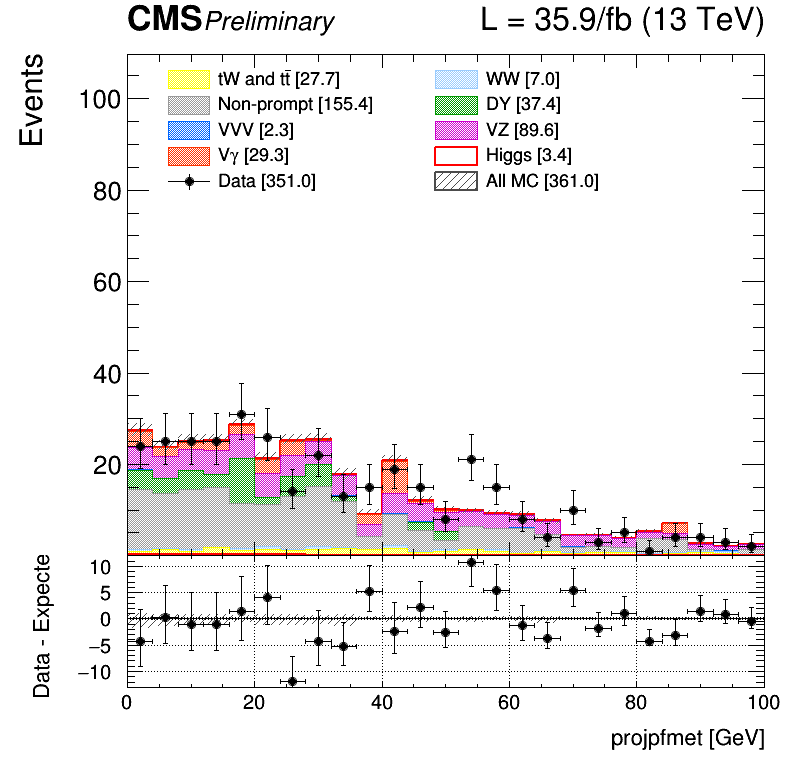 CMS Preliminary L = 35.9/fb (13 TeV)
Events
tW and tt̄ [27.7] WW [7.0]
Non-prompt [155.4] DY [37.4]
VVV [2.3] VZ [89.6]
Vγ [29.3] Higgs [3.4]
Data [351.0] All MC [361.0]
100
80
60
40
20
Data - Expecte
10
5
0
−5
−10
0 20 40 60 80 100
projpfmet [GeV]